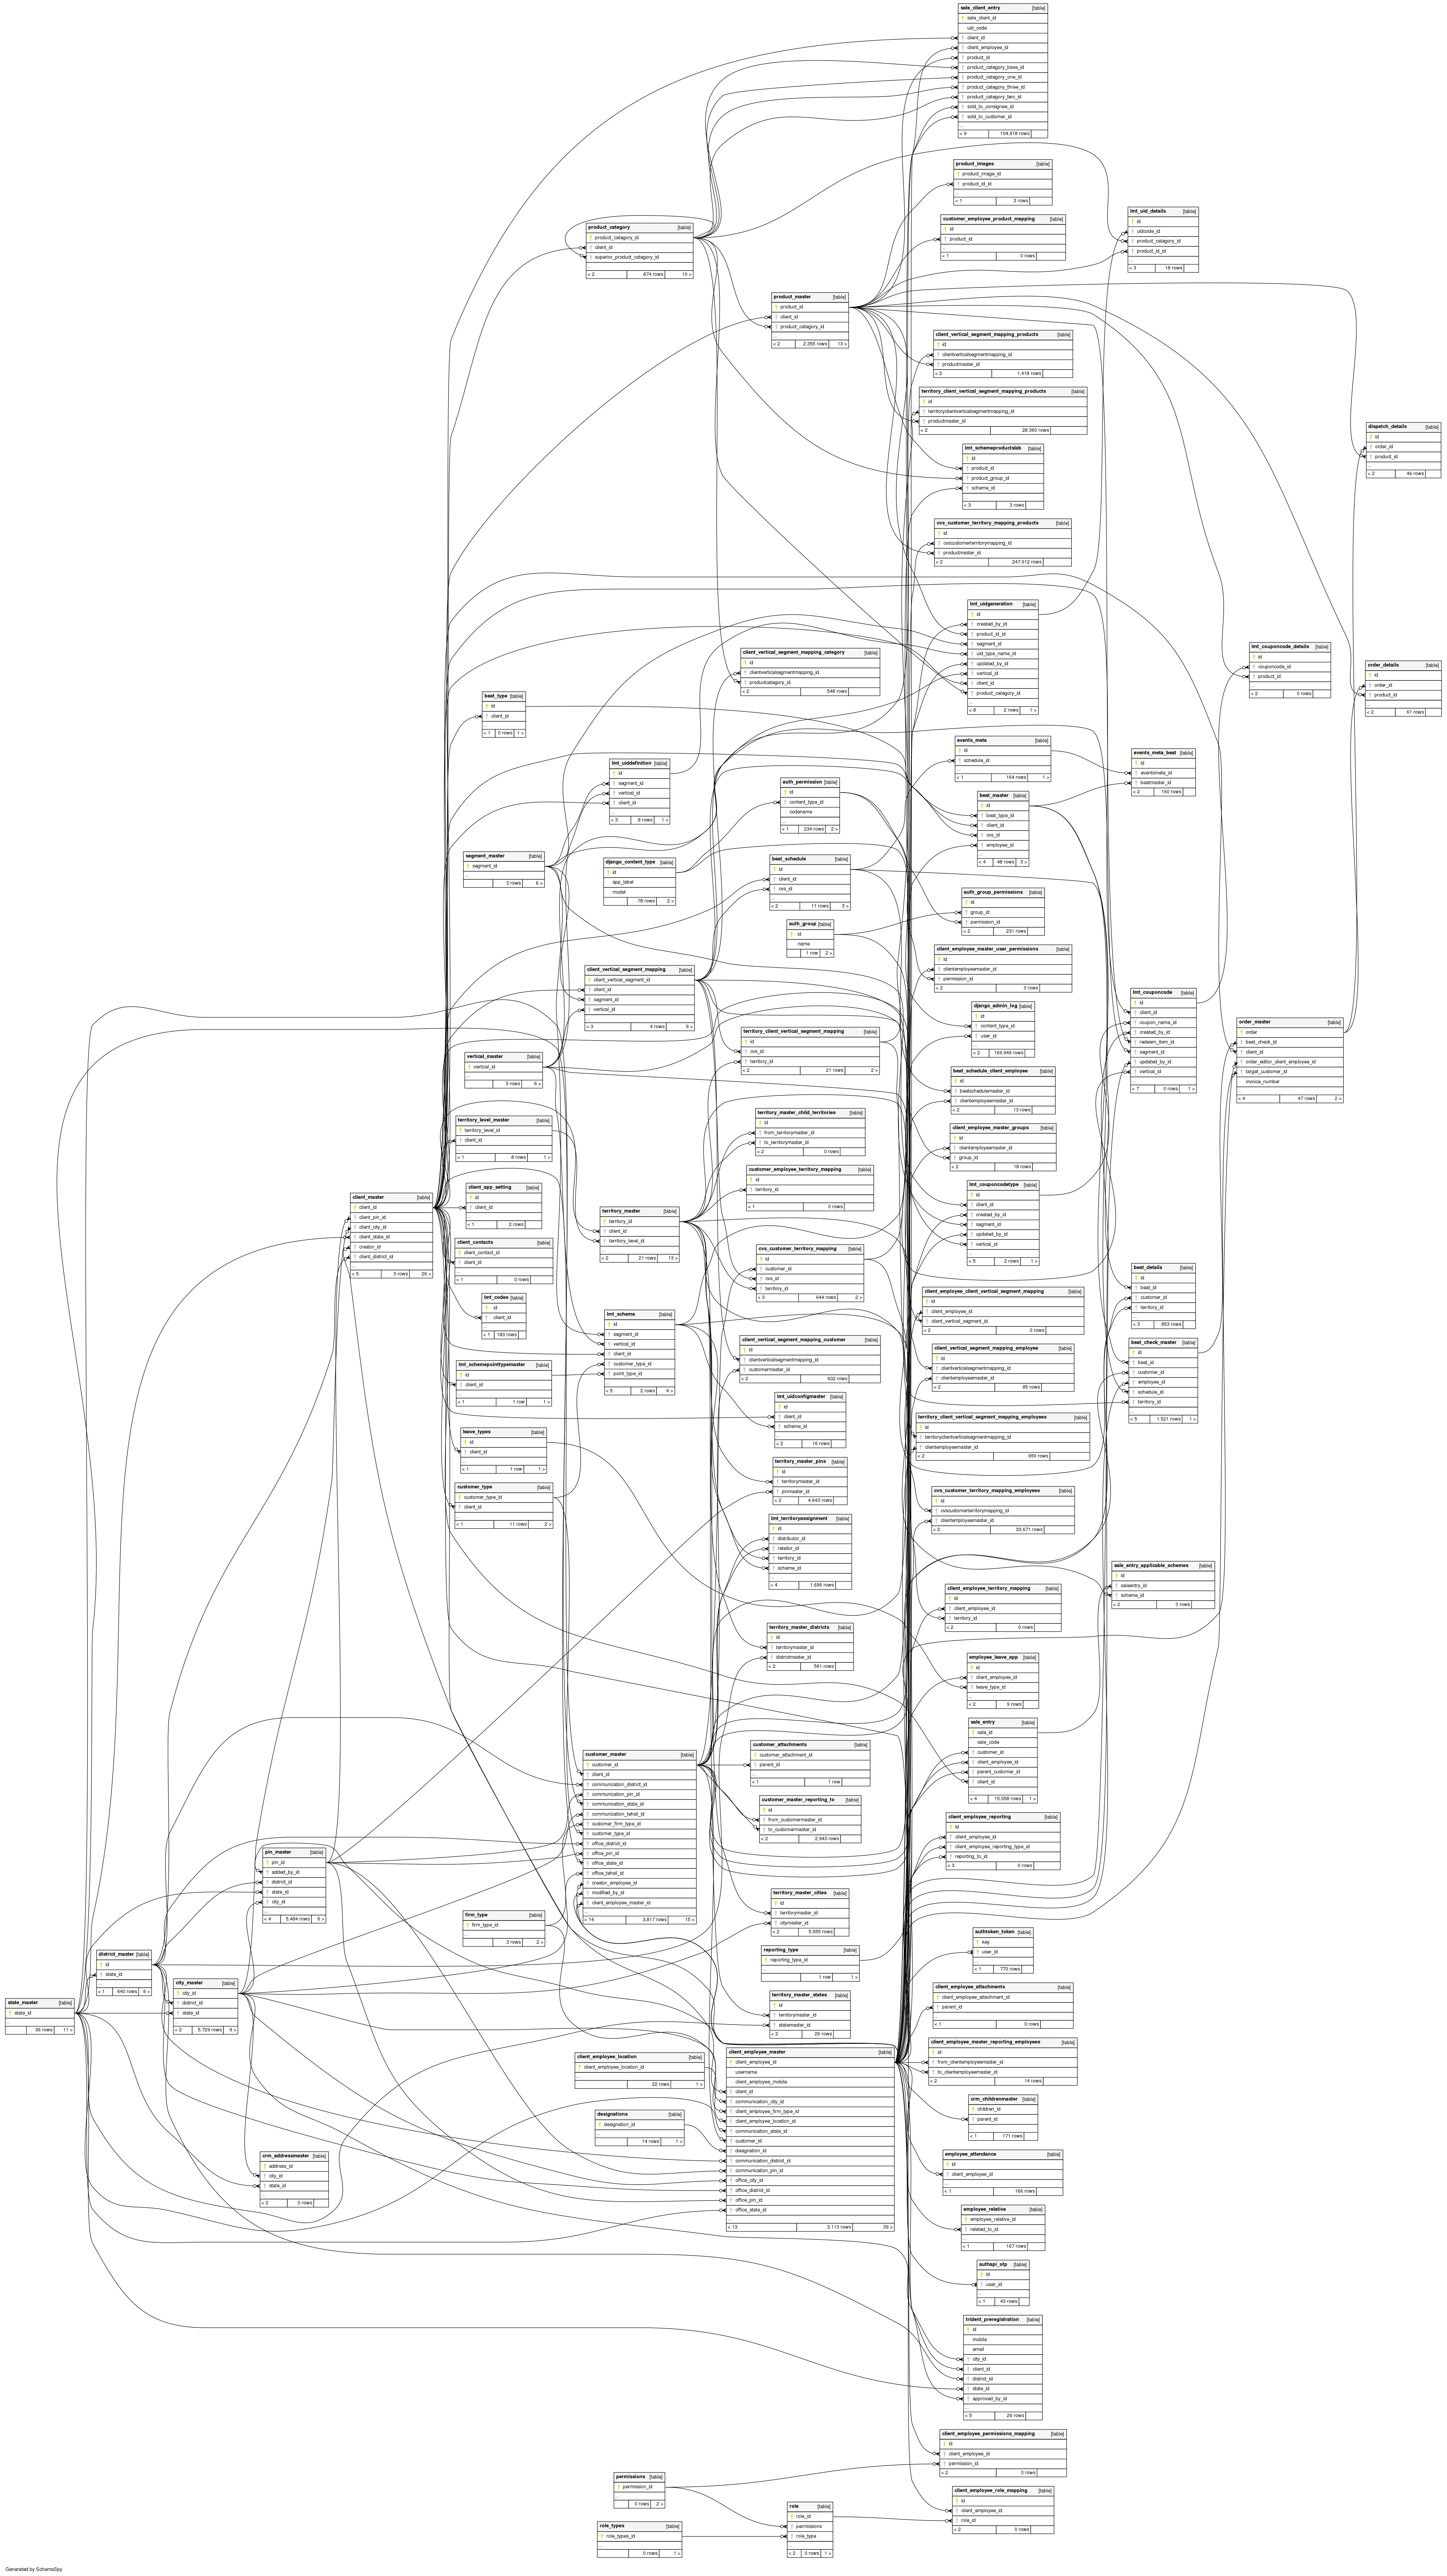 sale_client_entry [table]
sale_client_id
uid_code
client_id
client_employee_id
product_id
product_category_base_id
product_category_one_id
product_category_three_id
product_category_two_id
sold_to_consignee_id
sold_to_customer_id
...
< 9 104,918 rows
product_images [table]
product_image_id
product_id_id
...
< 1 3 rows
customer_employee_product_mapping [table]
id
product_id
...
< 1 0 rows
lmt_uid_details [table]
id
uidcode_id
product_category_id
product_id_id
...
< 3 18 rows
product_category [table]
product_category_id
client_id
superior_product_category_id
...
< 2 874 rows 10 >
product_master [table]
product_id
client_id
product_category_id
...
< 2 2,355 rows 13 >
client_vertical_segment_mapping_products [table]
id
clientverticalsegmentmapping_id
productmaster_id
< 2 1,418 rows
territory_client_vertical_segment_mapping_products [table]
id
territoryclientverticalsegmentmapping_id
productmaster_id
< 2 28,360 rows
dispatch_details [table]
id
order_id
product_id
...
< 2 46 rows
lmt_schemeproductslab [table]
id
product_id
product_group_id
scheme_id
...
< 3 3 rows
cvs_customer_territory_mapping_products [table]
id
cvscustomerterritorymapping_id
productmaster_id
< 2 247,612 rows
lmt_uidgeneration [table]
id
created_by_id
product_id_id
segment_id
uid_type_name_id
updated_by_id
vertical_id
client_id
product_category_id
...
< 8 2 rows 1 >
client_vertical_segment_mapping_category [table]
id
clientverticalsegmentmapping_id
productcategory_id
< 2 548 rows
lmt_couponcode_details [table]
id
couponcode_id
product_id
...
< 2 0 rows
order_details [table]
id
order_id
product_id
...
< 2 61 rows
beat_type [table]
id
client_id
...
< 1 0 rows 1 >
events_meta [table]
id
schedule_id
...
< 1 164 rows 1 >
events_meta_beat [table]
id
eventsmeta_id
beatmaster_id
< 2 160 rows
lmt_uiddefinition [table]
id
segment_id
vertical_id
client_id
...
< 3 8 rows 1 >
auth_permission [table]
id
content_type_id
codename
...
< 1 234 rows 2 >
beat_master [table]
id
beat_type_id
client_id
cvs_id
employee_id
...
< 4 48 rows 3 >
segment_master [table]
segment_id
...
3 rows 6 >
django_content_type [table]
id
app_label
model
78 rows 2 >
beat_schedule [table]
id
client_id
cvs_id
...
< 2 11 rows 3 >
auth_group_permissions [table]
id
group_id
permission_id
< 2 231 rows
auth_group [table]
id
name
1 row 2 >
client_employee_master_user_permissions [table]
id
clientemployeemaster_id
permission_id
< 2 0 rows
client_vertical_segment_mapping [table]
client_vertical_segment_id
client_id
segment_id
vertical_id
...
< 3 4 rows 9 >
lmt_couponcode [table]
id
client_id
coupon_name_id
created_by_id
redeem_item_id
segment_id
updated_by_id
vertical_id
...
< 7 0 rows 1 >
django_admin_log [table]
id
content_type_id
user_id
...
< 2 169,946 rows
order_master [table]
order
beat_check_id
client_id
order_editor_client_employee_id
target_customer_id
invoice_number
...
< 4 47 rows 2 >
territory_client_vertical_segment_mapping [table]
id
cvs_id
territory_id
< 2 21 rows 2 >
vertical_master [table]
vertical_id
...
3 rows 6 >
beat_schedule_client_employee [table]
id
beatschedulemaster_id
clientemployeemaster_id
< 2 13 rows
territory_level_master [table]
territory_level_id
client_id
...
< 1 8 rows 1 >
territory_master_child_territories [table]
id
from_territorymaster_id
to_territorymaster_id
< 2 0 rows
client_employee_master_groups [table]
id
clientemployeemaster_id
group_id
< 2 18 rows
customer_employee_territory_mapping [table]
id
territory_id
...
< 1 0 rows
lmt_couponcodetype [table]
id
client_id
created_by_id
segment_id
updated_by_id
vertical_id
...
< 5 2 rows 1 >
client_app_setting [table]
id
client_id
...
< 1 2 rows
client_master [table]
client_id
client_pin_id
client_city_id
client_state_id
creator_id
client_district_id
...
< 5 3 rows 26 >
territory_master [table]
territory_id
client_id
territory_level_id
...
< 2 21 rows 13 >
client_contacts [table]
client_contact_id
client_id
...
< 1 0 rows
cvs_customer_territory_mapping [table]
id
customer_id
cvs_id
territory_id
< 3 644 rows 2 >
beat_details [table]
id
beat_id
customer_id
territory_id
...
< 3 853 rows
client_employee_client_vertical_segment_mapping [table]
id
client_employee_id
client_vertical_segment_id
< 2 0 rows
lmt_codes [table]
id
client_id
...
< 1 183 rows
lmt_scheme [table]
id
segment_id
vertical_id
client_id
customer_type_id
point_type_id
...
< 5 2 rows 4 >
client_vertical_segment_mapping_customer [table]
id
clientverticalsegmentmapping_id
customermaster_id
< 2 602 rows
client_vertical_segment_mapping_employee [table]
id
clientverticalsegmentmapping_id
clientemployeemaster_id
< 2 85 rows
beat_check_master [table]
id
beat_id
customer_id
employee_id
schedule_id
territory_id
...
< 5 1,521 rows 1 >
lmt_schemepointtypemaster [table]
id
client_id
...
< 1 1 row 1 >
lmt_uidconfigmaster [table]
id
client_id
scheme_id
...
< 2 16 rows
territory_client_vertical_segment_mapping_employees [table]
id
territoryclientverticalsegmentmapping_id
clientemployeemaster_id
< 2 650 rows
leave_types [table]
id
client_id
...
< 1 1 row 1 >
territory_master_pins [table]
id
territorymaster_id
pinmaster_id
< 2 4,643 rows
customer_type [table]
customer_type_id
client_id
...
< 1 11 rows 2 >
cvs_customer_territory_mapping_employees [table]
id
cvscustomerterritorymapping_id
clientemployeemaster_id
< 2 33,671 rows
lmt_territoryassignment [table]
id
distributor_id
retailor_id
territory_id
scheme_id
...
< 4 1,696 rows
sale_entry_applicable_schemes [table]
id
saleentry_id
scheme_id
< 2 0 rows
client_employee_territory_mapping [table]
id
client_employee_id
territory_id
< 2 0 rows
territory_master_districts [table]
id
territorymaster_id
districtmaster_id
< 2 561 rows
employee_leave_app [table]
id
client_employee_id
leave_type_id
...
< 2 9 rows
sale_entry [table]
sale_id
sale_code
customer_id
client_employee_id
parent_customer_id
client_id
...
< 4 15,058 rows 1 >
customer_master [table]
customer_id
client_id
communication_district_id
communication_pin_id
communication_state_id
communication_tehsil_id
customer_firm_type_id
customer_type_id
office_district_id
office_pin_id
office_state_id
office_tehsil_id
creator_employee_id
modified_by_id
client_employee_master_id
...
< 14 3,817 rows 15 >
customer_attachments [table]
customer_attachment_id
parent_id
...
< 1 1 row
customer_master_reporting_to [table]
id
from_customermaster_id
to_customermaster_id
< 2 2,943 rows
client_employee_reporting [table]
id
client_employee_id
client_employee_reporting_type_id
reporting_to_id
< 3 0 rows
pin_master [table]
pin_id
added_by_id
district_id
state_id
city_id
...
< 4 5,484 rows 6 >
territory_master_cities [table]
id
territorymaster_id
citymaster_id
< 2 5,555 rows
firm_type [table]
firm_type_id
...
3 rows 2 >
authtoken_token [table]
key
user_id
...
< 1 770 rows
reporting_type [table]
reporting_type_id
...
1 row 1 >
district_master [table]
id
state_id
...
< 1 640 rows 9 >
city_master [table]
city_id
district_id
state_id
...
< 2 5,729 rows 8 >
client_employee_attachments [table]
client_employee_attachment_id
parent_id
...
< 1 0 rows
state_master [table]
state_id
...
36 rows 11 >
territory_master_states [table]
id
territorymaster_id
statemaster_id
< 2 28 rows
client_employee_master_reporting_employees [table]
id
from_clientemployeemaster_id
to_clientemployeemaster_id
< 2 14 rows
client_employee_master [table]
client_employee_id
username
client_employee_mobile
client_id
communication_city_id
client_employee_firm_type_id
client_employee_location_id
communication_state_id
customer_id
designation_id
communication_district_id
communication_pin_id
office_city_id
office_district_id
office_pin_id
office_state_id
...
< 13 3,113 rows 39 >
client_employee_location [table]
client_employee_location_id
...
22 rows 1 >
crm_childrenmaster [table]
children_id
parent_id
...
< 1 171 rows
designations [table]
designation_id
...
14 rows 1 >
employee_attendance [table]
id
client_employee_id
...
< 1 166 rows
crm_addressmaster [table]
address_id
city_id
state_id
...
< 2 0 rows
employee_relative [table]
employee_relative_id
related_to_id
...
< 1 167 rows
authapi_otp [table]
id
user_id
...
< 1 43 rows
trident_preregistration [table]
id
mobile
email
city_id
client_id
district_id
state_id
approved_by_id
...
< 5 26 rows
client_employee_permissions_mapping [table]
id
client_employee_id
permission_id
< 2 0 rows
permissions [table]
permission_id
...
0 rows 2 >
client_employee_role_mapping [table]
id
client_employee_id
role_id
< 2 0 rows
role [table]
role_id
permissions
role_type
...
< 2 0 rows 1 >
role_types [table]
role_types_id
...
0 rows 1 >
Generated by SchemaSpy